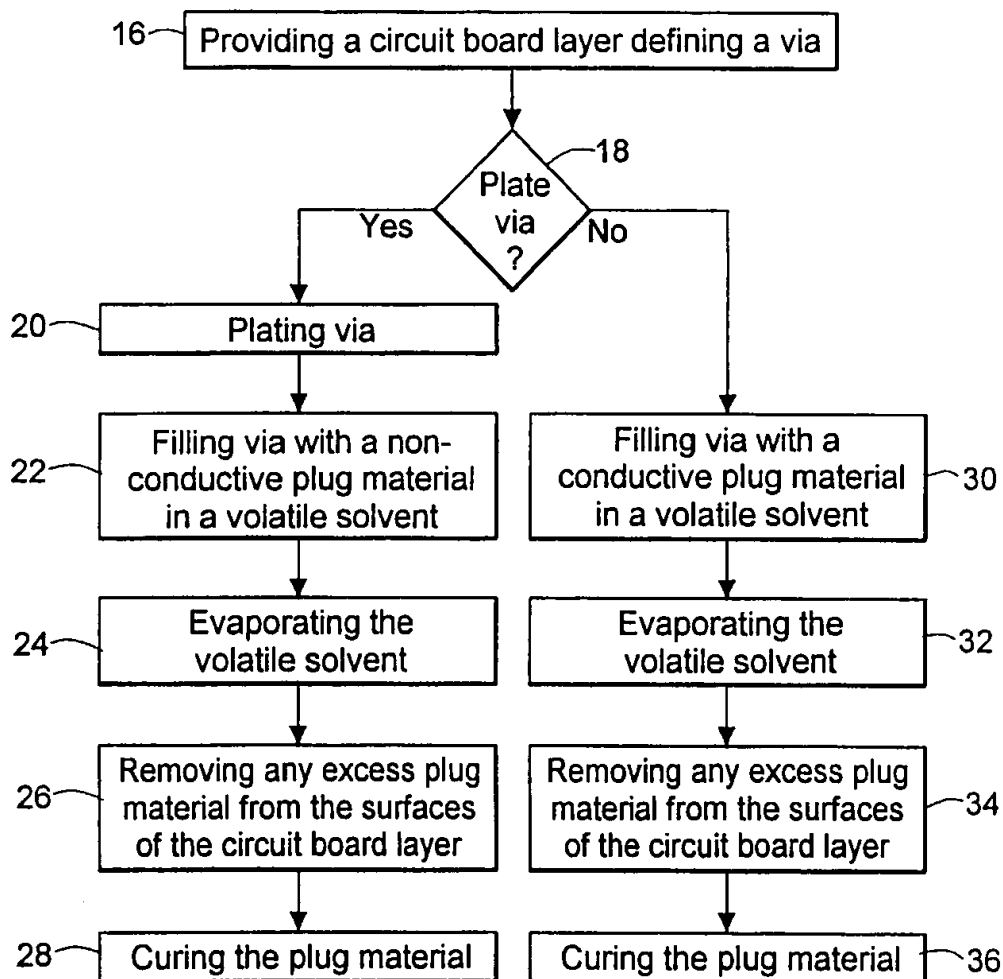 16
Providing a circuit board layer defining a via
18
Plate
via
?
Yes
No
20
Plating via
22
Filling via with a non-
conductive plug material
in a volatile solvent
Filling via with a
conductive plug material
in a volatile solvent
30
24
Evaporating the
volatile solvent
Evaporating the
volatile solvent
32
26
Removing any excess plug
material from the surfaces
of the circuit board layer
Removing any excess plug
material from the surfaces
of the circuit board layer
34
28
Curing the plug material
Curing the plug material
36